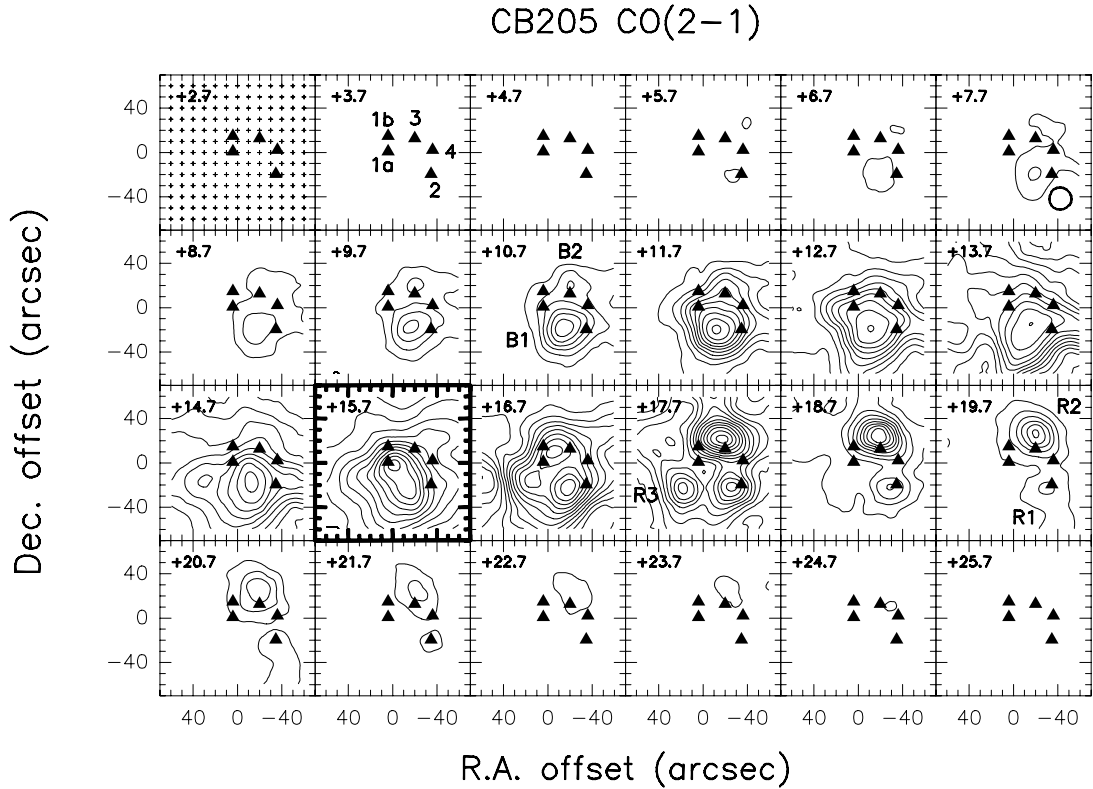 CB205 CO(2−1)
Dec. offset (arcsec)
+2.7 +3.7 +4.7 +5.7 +6.7 +7.7
1b 3
1a 4
2
+8.7 +9.7 +10.7 +11.7 +12.7 +13.7
B2
B1
+14.7 +15.7 +16.7 +17.7 +18.7 +19.7
R2
R3
R1
+20.7 +21.7 +22.7 +23.7 +24.7 +25.7
40
0
−40
40
0
−40
40
0
−40
40
0
−40
40 0 −40 40 0 −40 40 0 −40 40 0 −40 40 0 −40 40 0 −40
R.A. offset (arcsec)